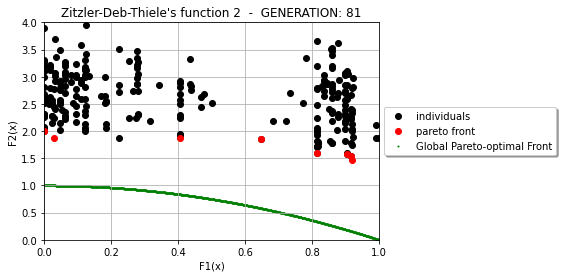 Zitzler-Deb-Thiele's function 2 - GENERATION: 81
4.0
3.5
3.0
2.5
2.0
1.5
1.0
0.5
0.0
F2(x)
0.0 0.2 0.4 0.6 0.8 1.0
F1(x)
individuals
pareto front
Global Pareto-optimal Front